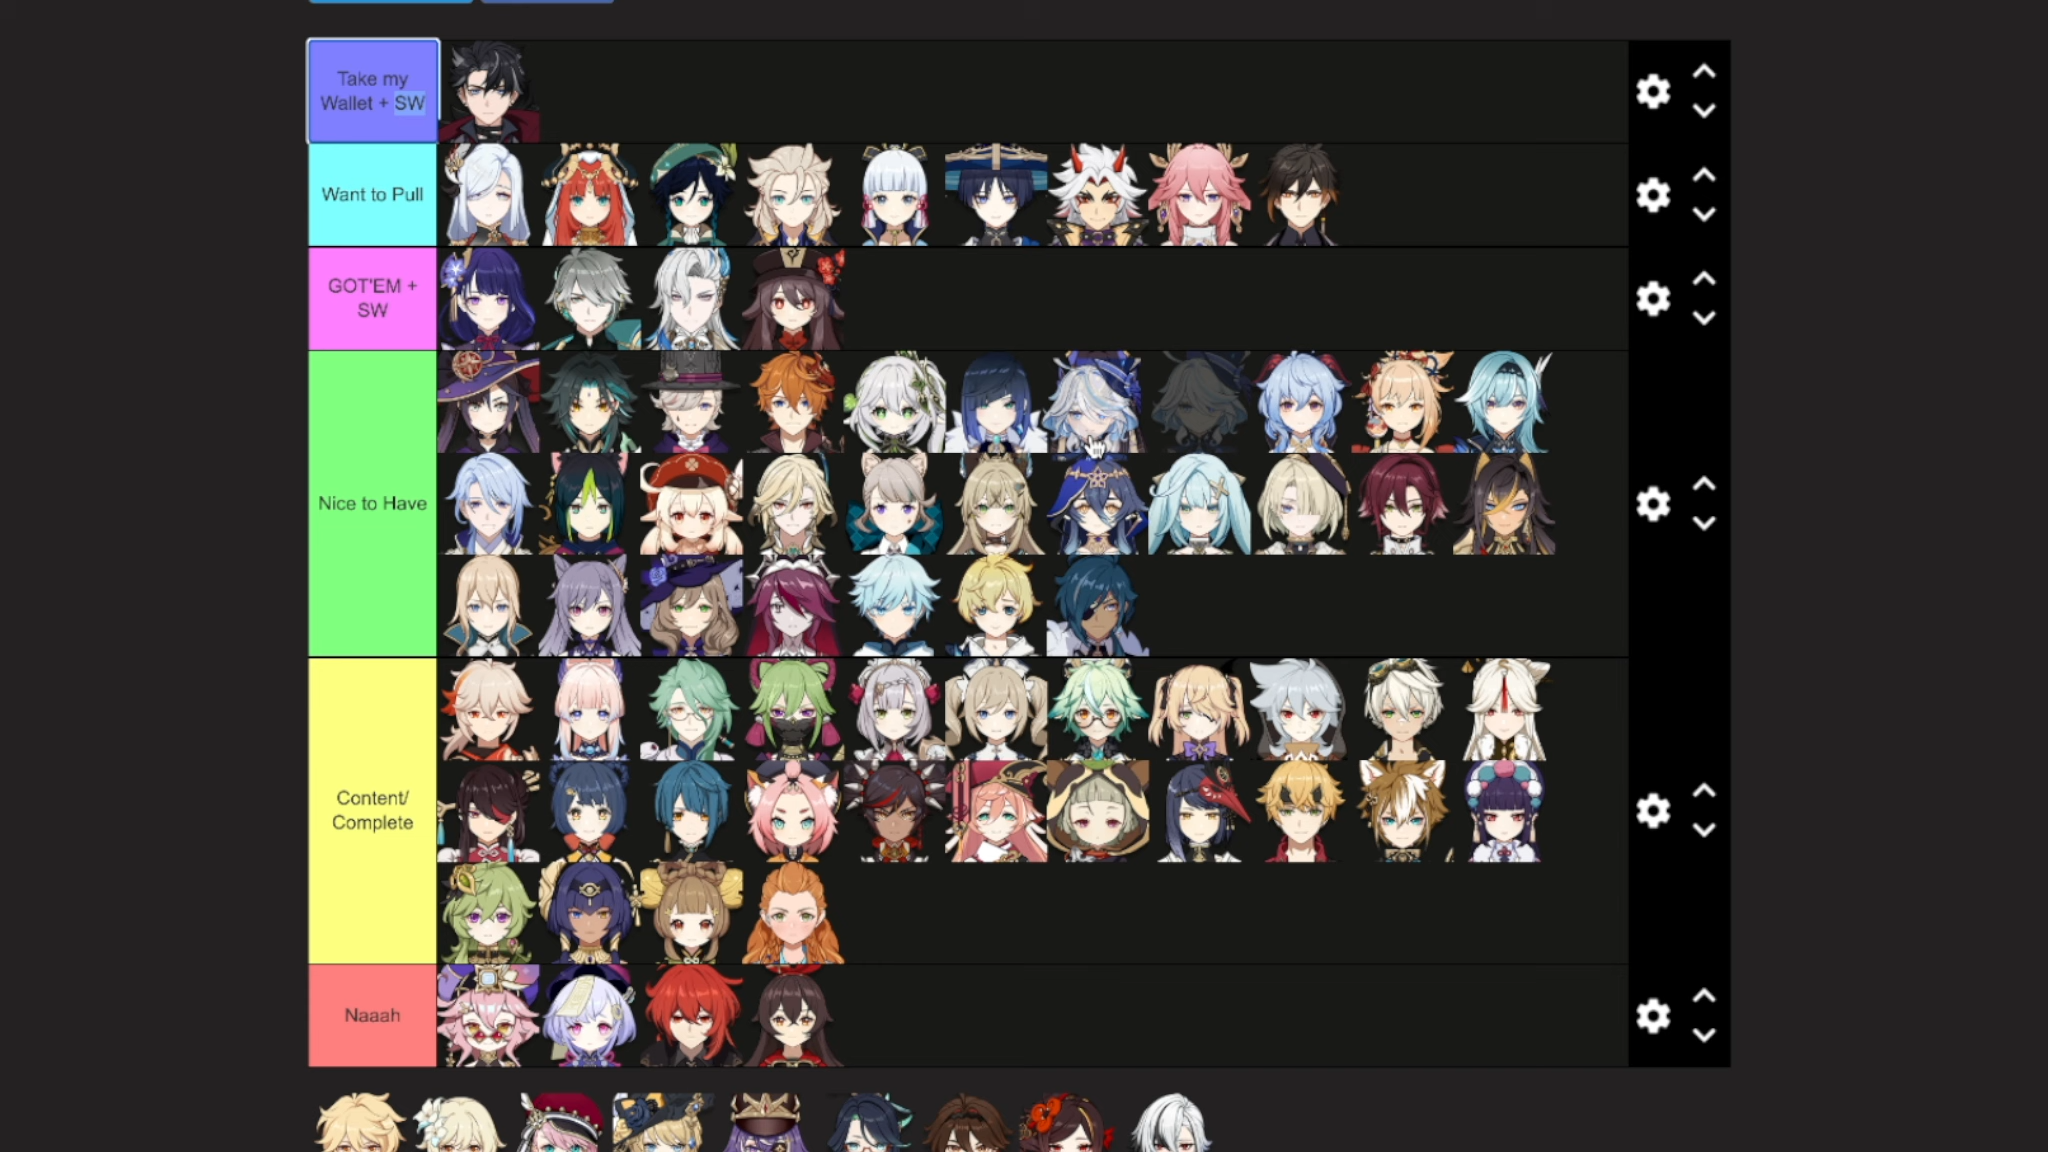 Take my
Wallet + SW
Want to Pull
GOT'EM +
SW
Nice to Have
Content/
Complete
Naaah